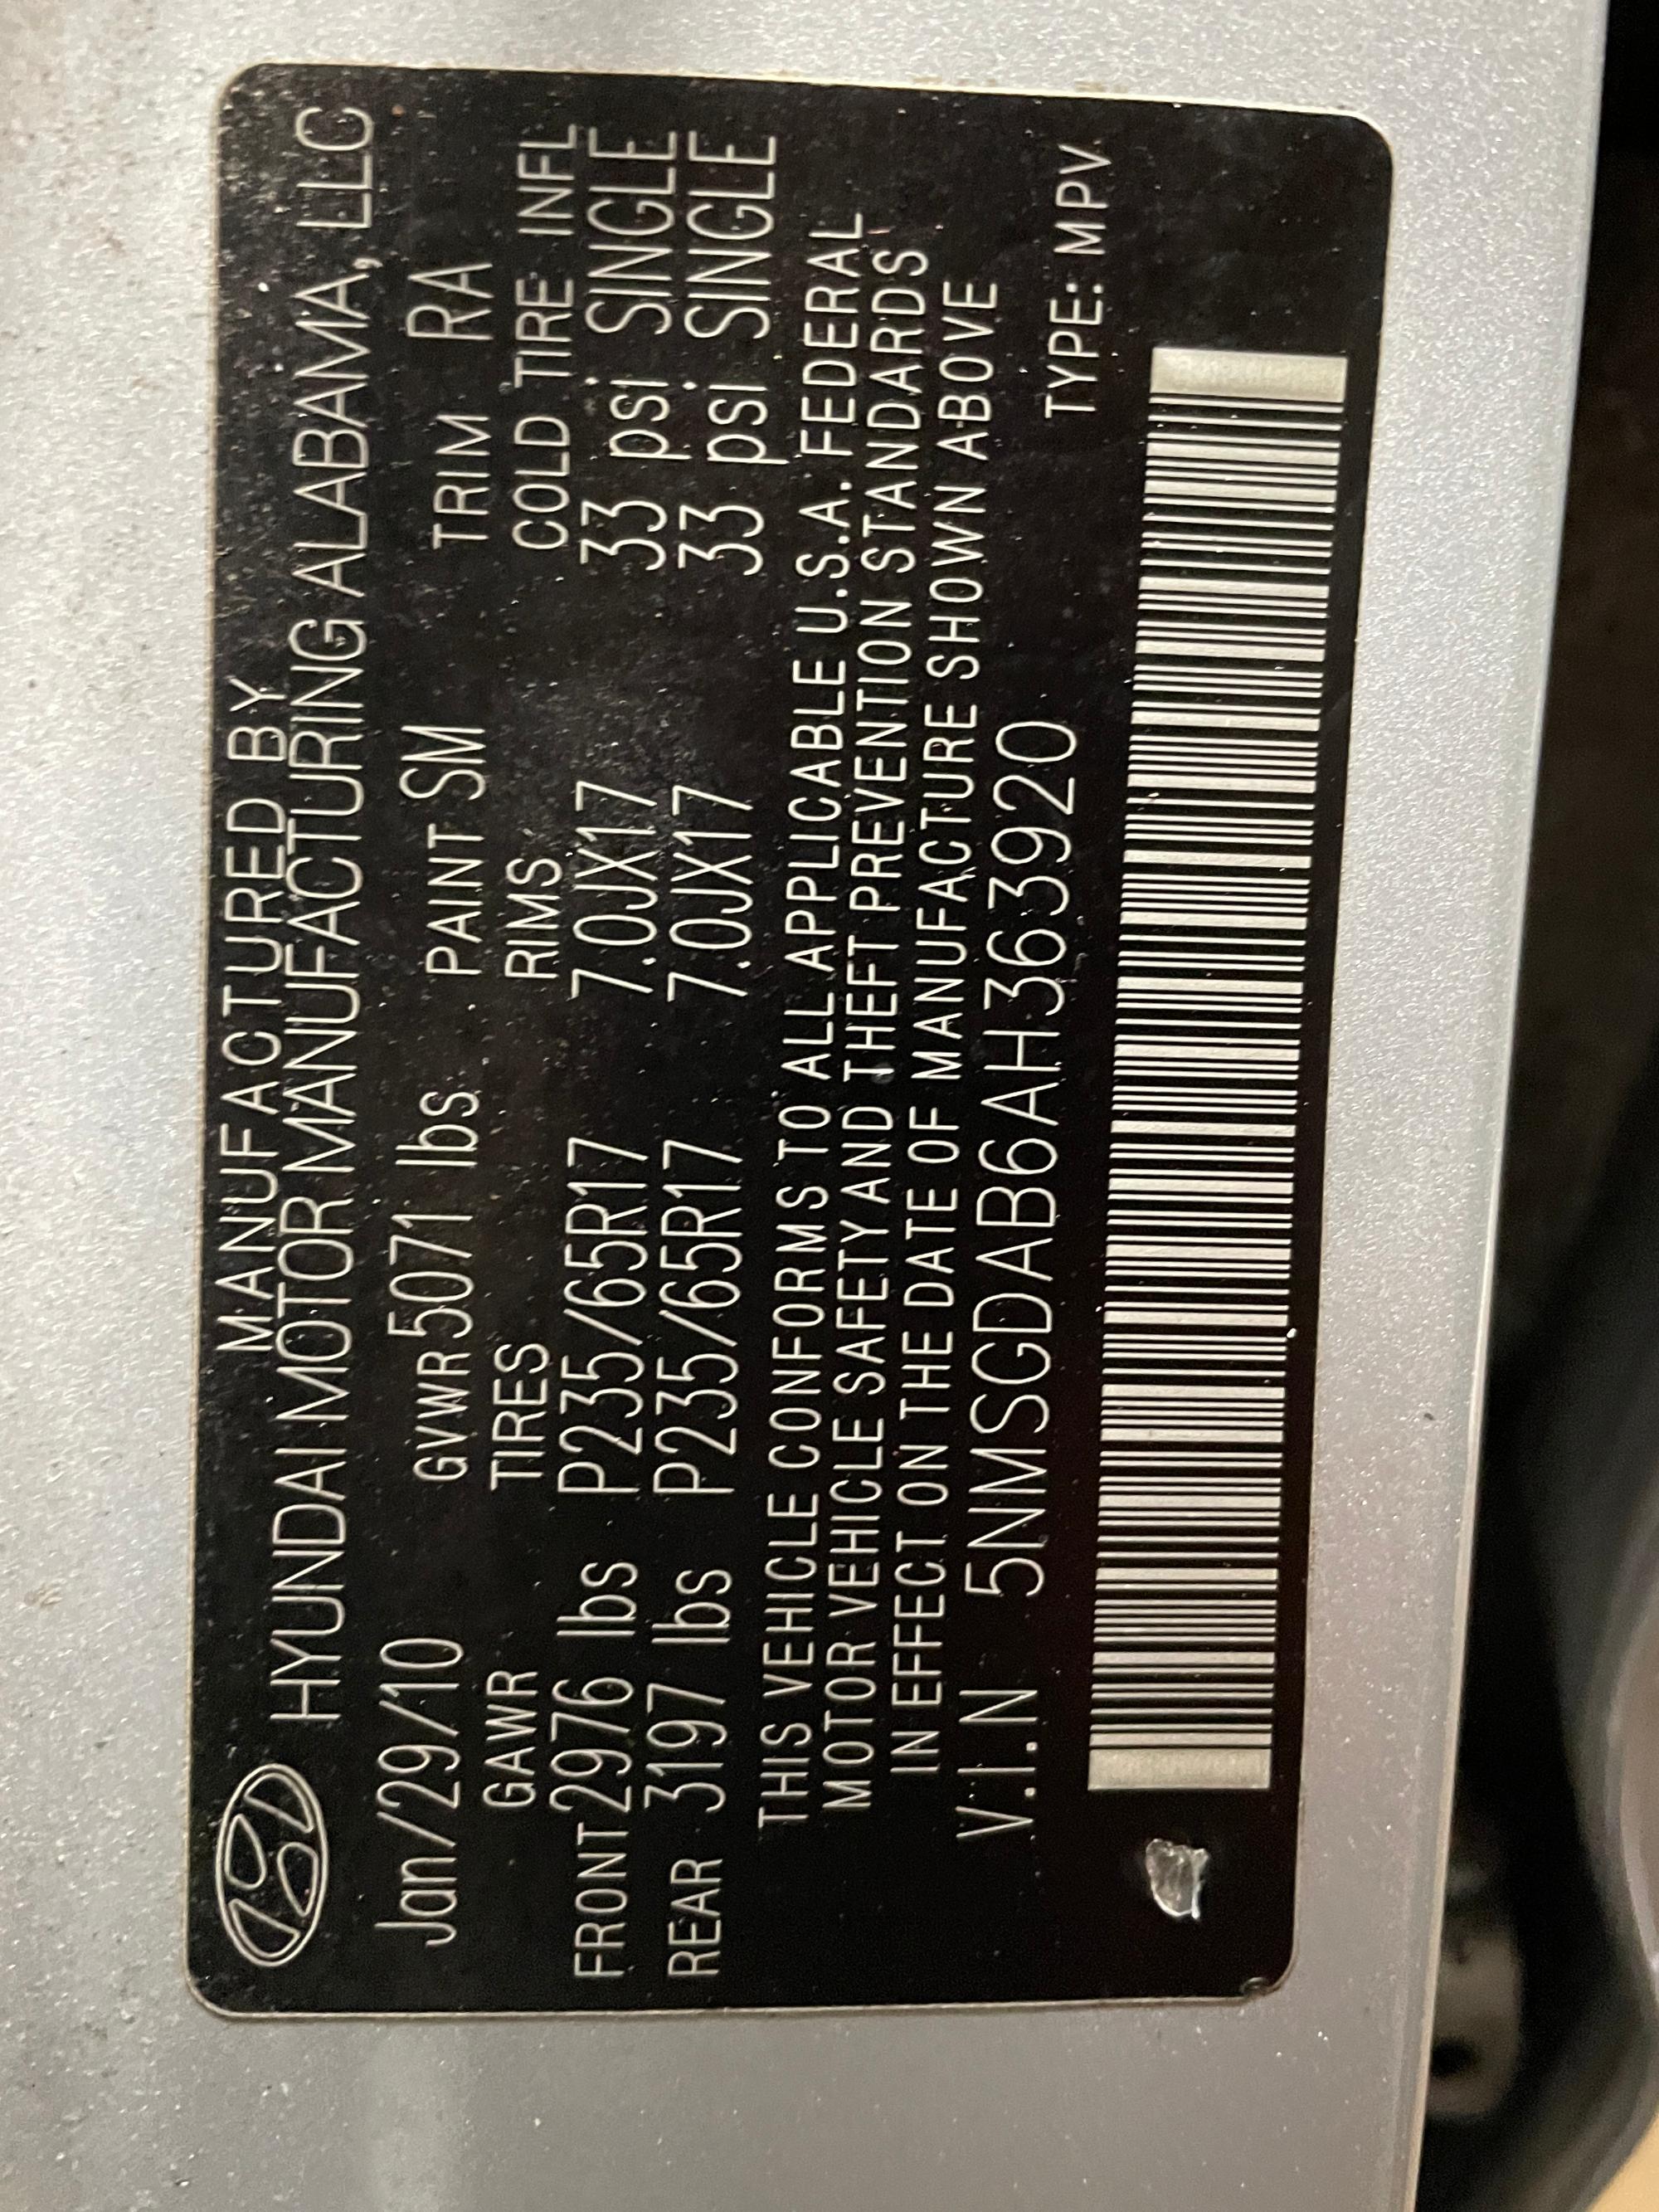 MANUFACTURED BY
HYUNDAI MOTOR MANUFACTURING ALABAMA, LLC
Jan/29/10 GVWR 5071 lbs PAINT SM TRIM RA
GAWR TIRES RIMS COLD TIRE INFL
FRONT 2976 lbs P235/65R17 7.0JX17 33 psi SINGLE
REAR 3197 lbs P235/65R17 7.0JX17 33 psi SINGLE
THIS VEHICLE CONFORMS TO ALL APPLICABLE U.S.A. FEDERAL
MOTOR VEHICLE SAFETY AND THEFT PREVENTION STANDARDS
IN EFFECT ON THE DATE OF MANUFACTURE SHOWN ABOVE
V.I.N 5NMSGDAB6AH363920
TYPE: MPV